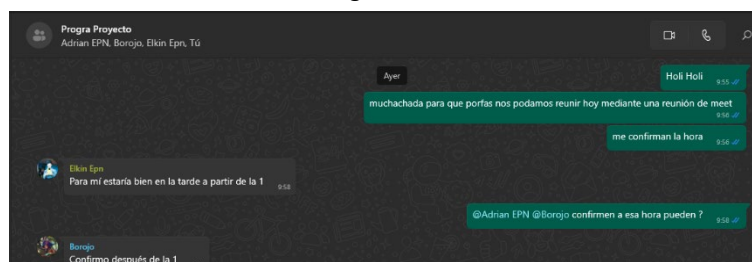 Progra Proyecto
Adrian EPN, Borojo, Elkin Epn, Tú
Ayer
Holi Holi 9:55
muchachada para que porfas nos podamos reunir hoy mediante una reunión de meet
9:56
me confirman la hora 9:56
Elkin Epn
Para mí estaría bien en la tarde a partir de la 1 9:58
@Adrian EPN @Borojo confirmen a esa hora pueden ? 9:58
Borojo
Confirmo después de la 1